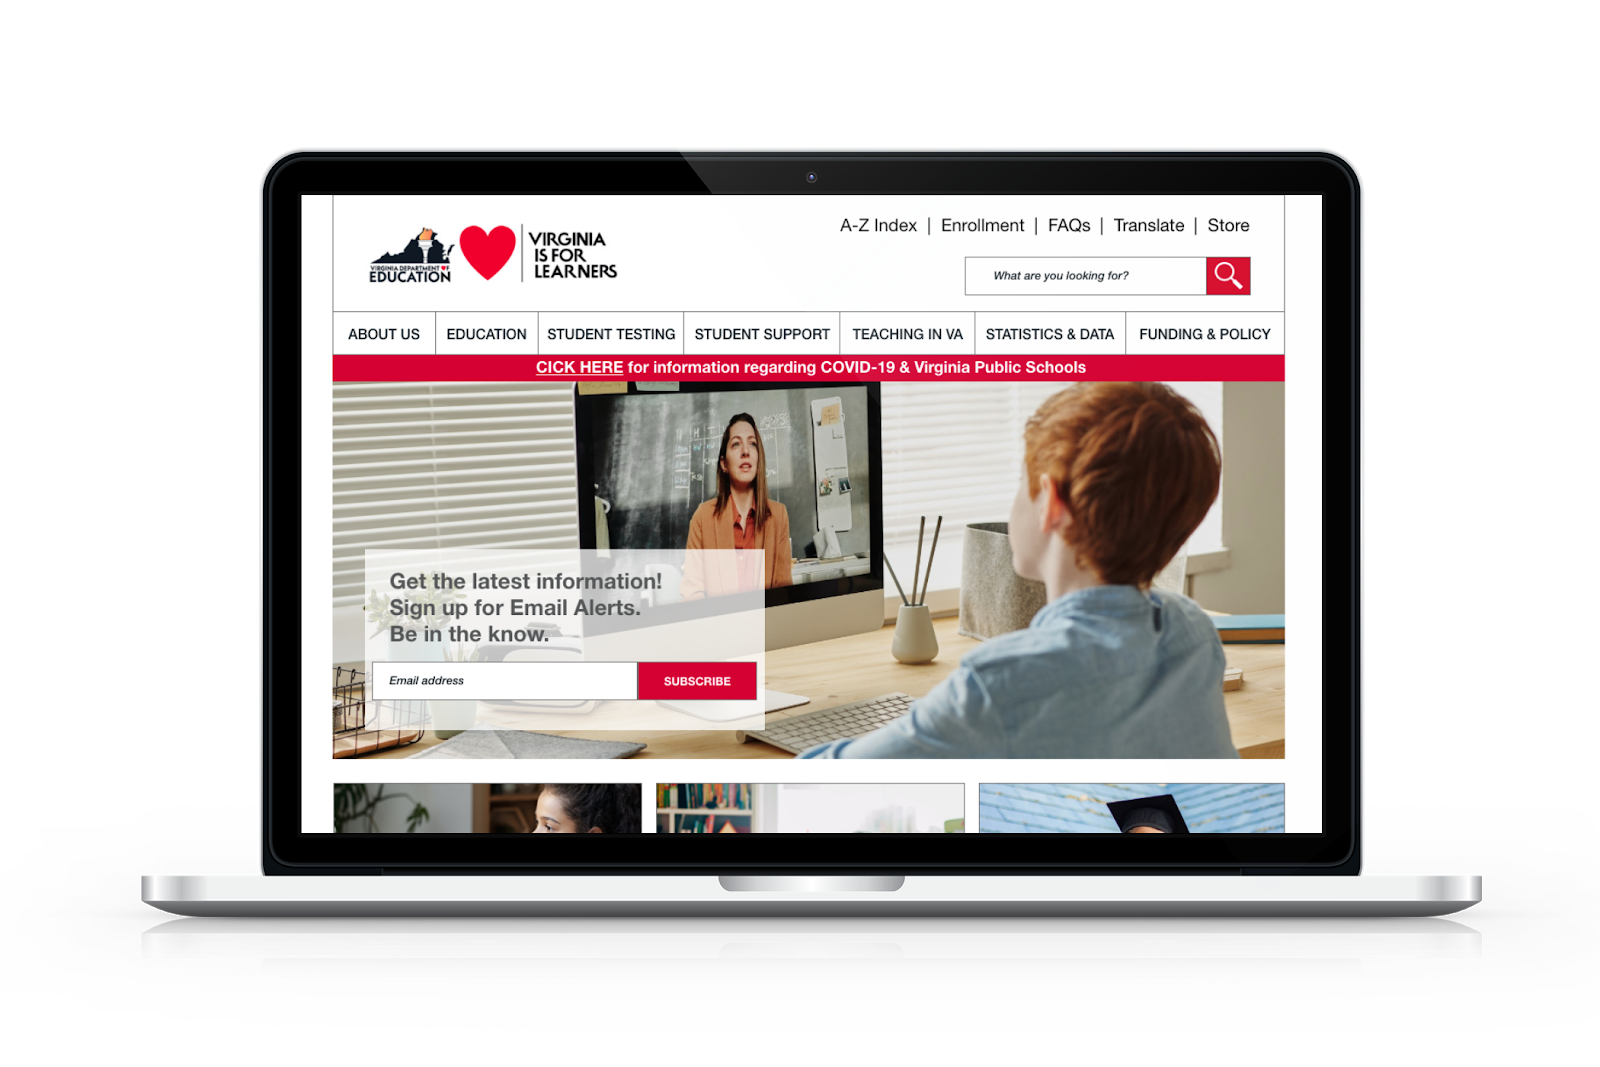 VIRGINIA DEPARTMENT OF
EDUCATION
VIRGINIA
IS FOR
LEARNERS
A-Z Index | Enrollment | FAQs | Translate | Store
What are you looking for?
ABOUT US
EDUCATION
STUDENT TESTING
STUDENT SUPPORT
TEACHING IN VA
STATISTICS & DATA
FUNDING & POLICY
CICK HERE for information regarding COVID-19 & Virginia Public Schools
Get the latest information!
Sign up for Email Alerts.
Be in the know.
Email address
SUBSCRIBE